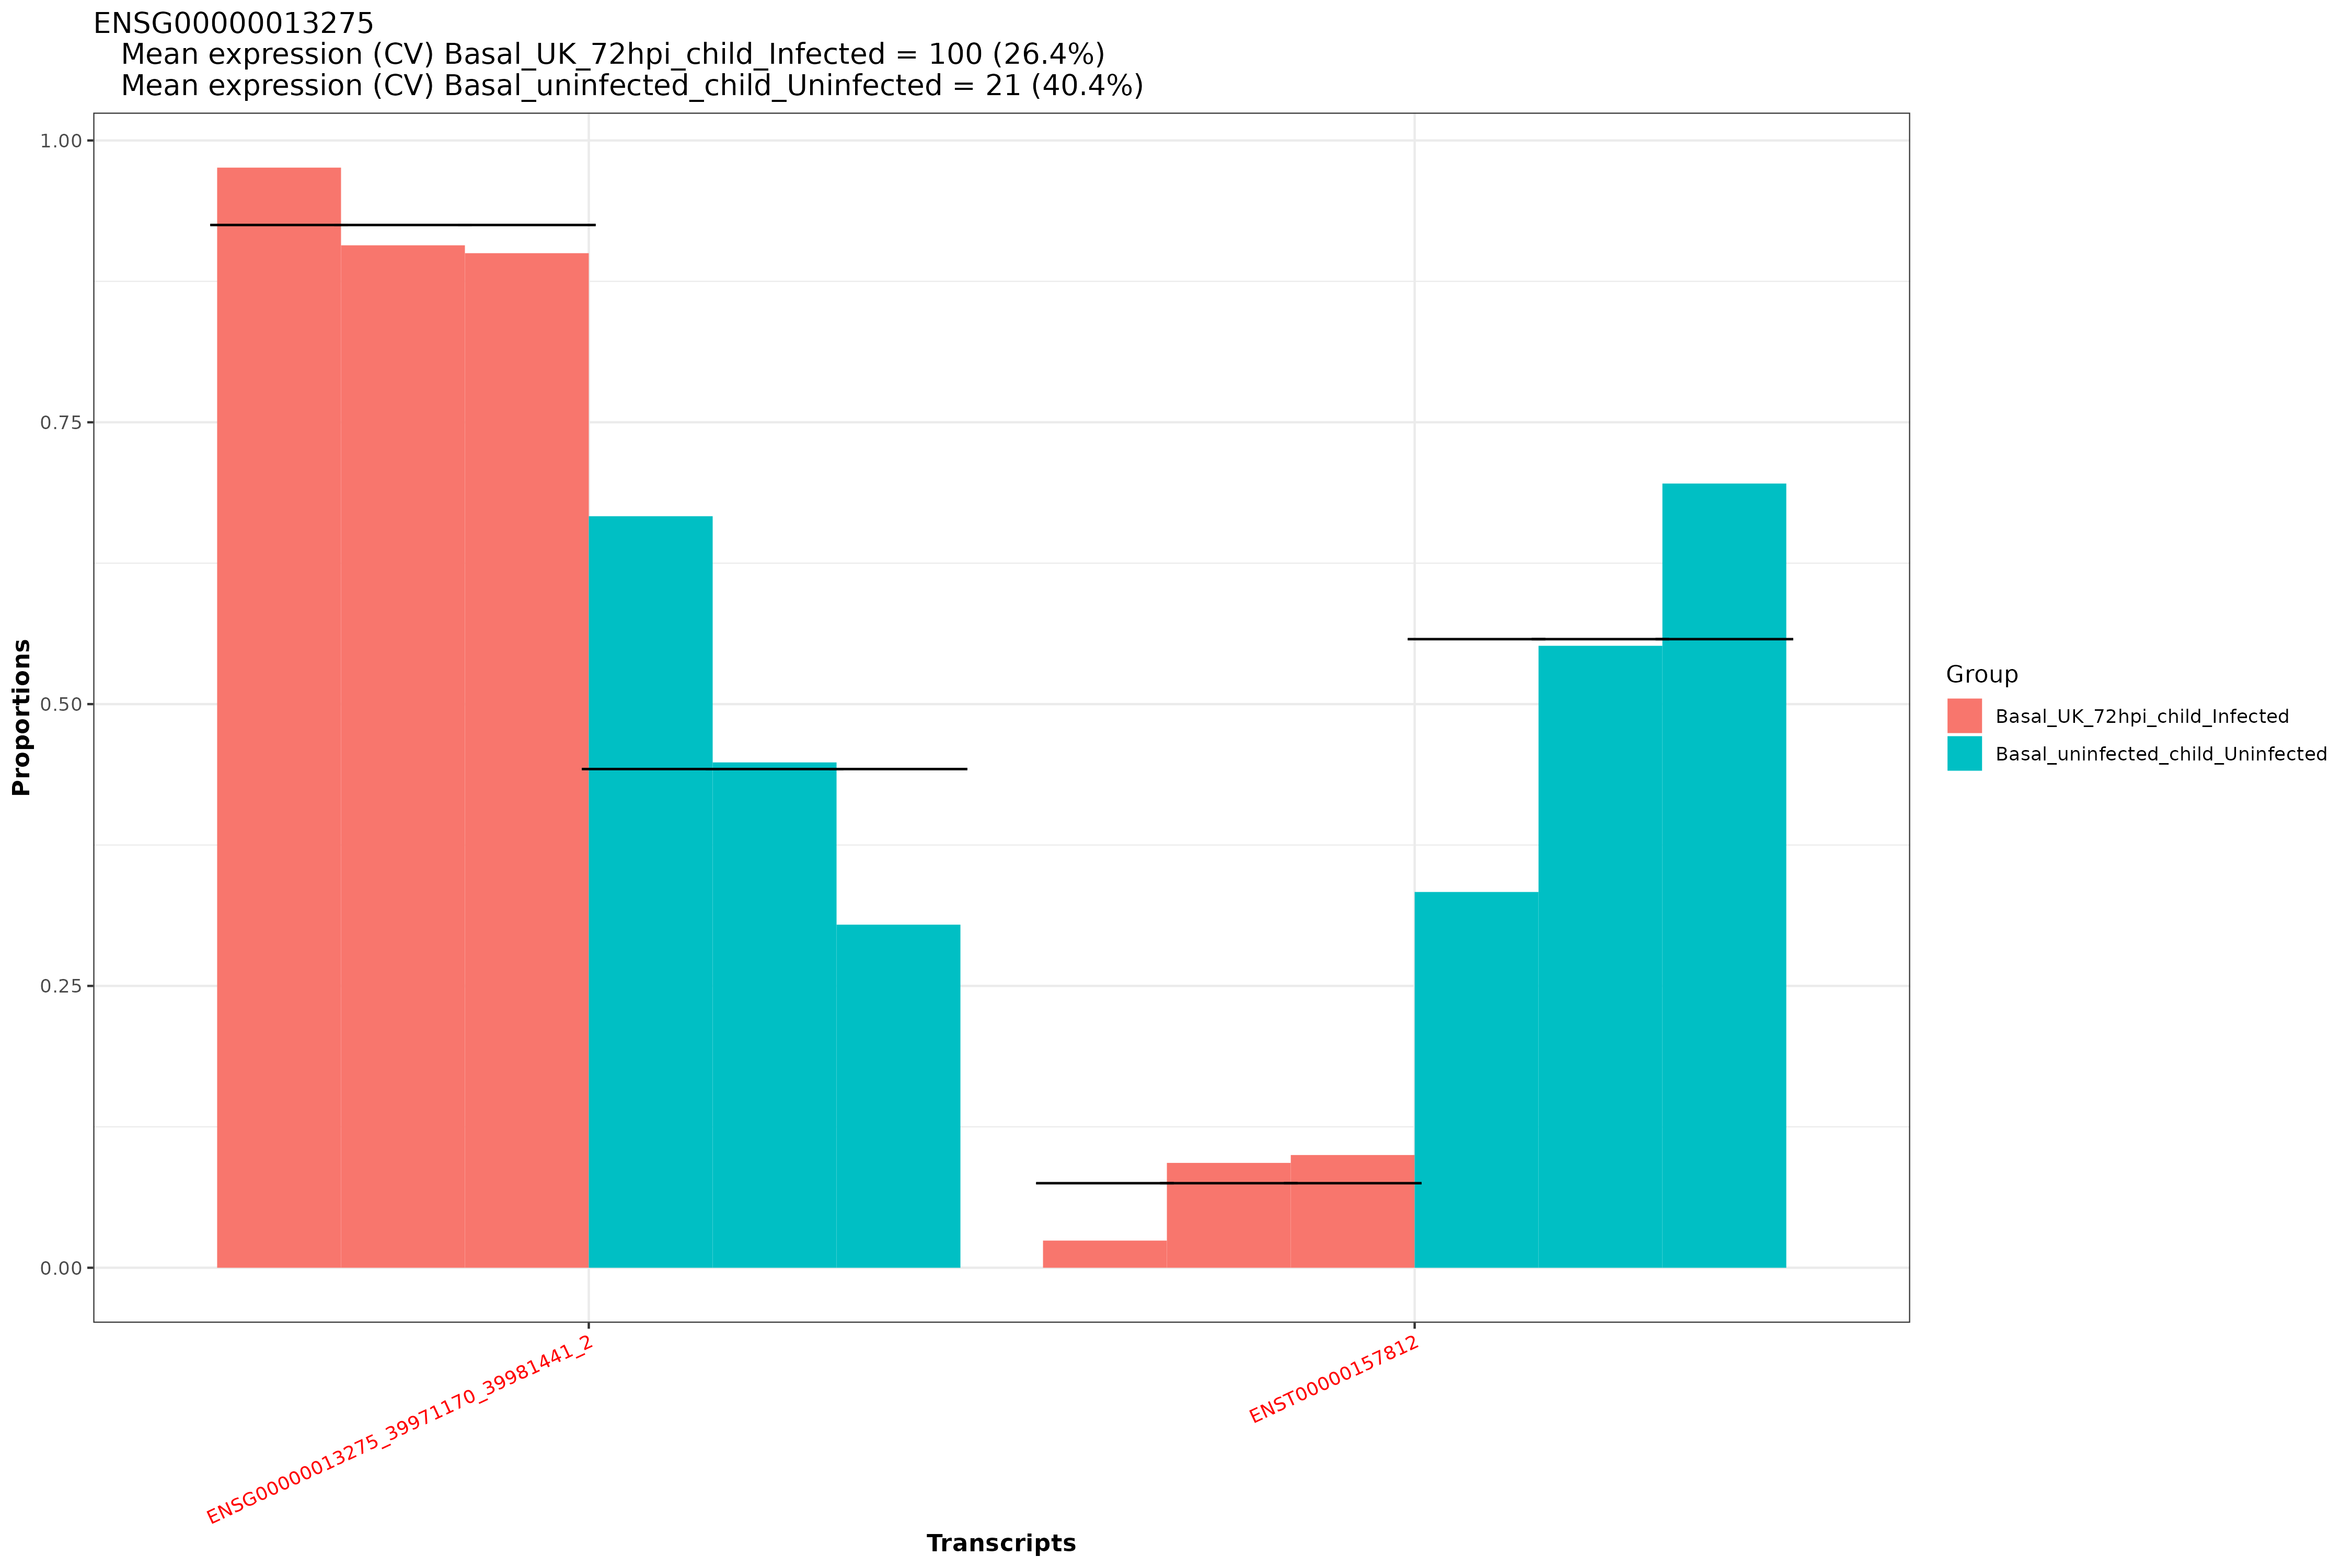 ENSG00000013275
Mean expression (CV) Basal_UK_72hpi_child_Infected = 100 (26.4%)
Mean expression (CV) Basal_uninfected_child_Uninfected = 21 (40.4%)
1.00
0.75
0.50
0.25
0.00
Proportions
ENSG00000013275_39971170_39981441_2
ENST00000157812
Transcripts
Group
Basal_UK_72hpi_child_Infected
Basal_uninfected_child_Uninfected